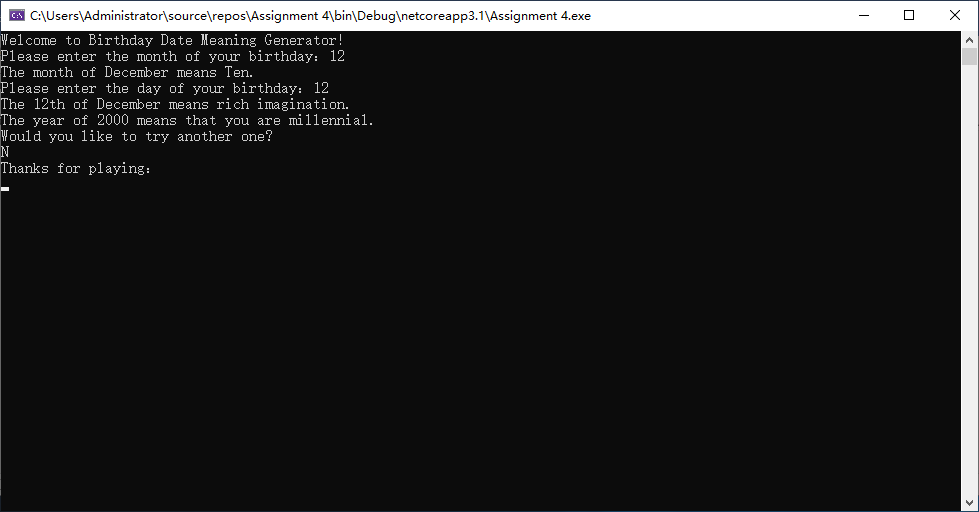 C:\Users\Administrator\source\repos\Assignment 4\bin\Debug\netcoreapp3.1\Assignment 4.exe
Welcome to Birthday Date Meaning Generator!
Please enter the month of your birthday: 12
The month of December means Ten.
Please enter the day of your birthday: 12
The 12th of December means rich imagination.
The year of 2000 means that you are millennial.
Would you like to try another one?
N
Thanks for playing: